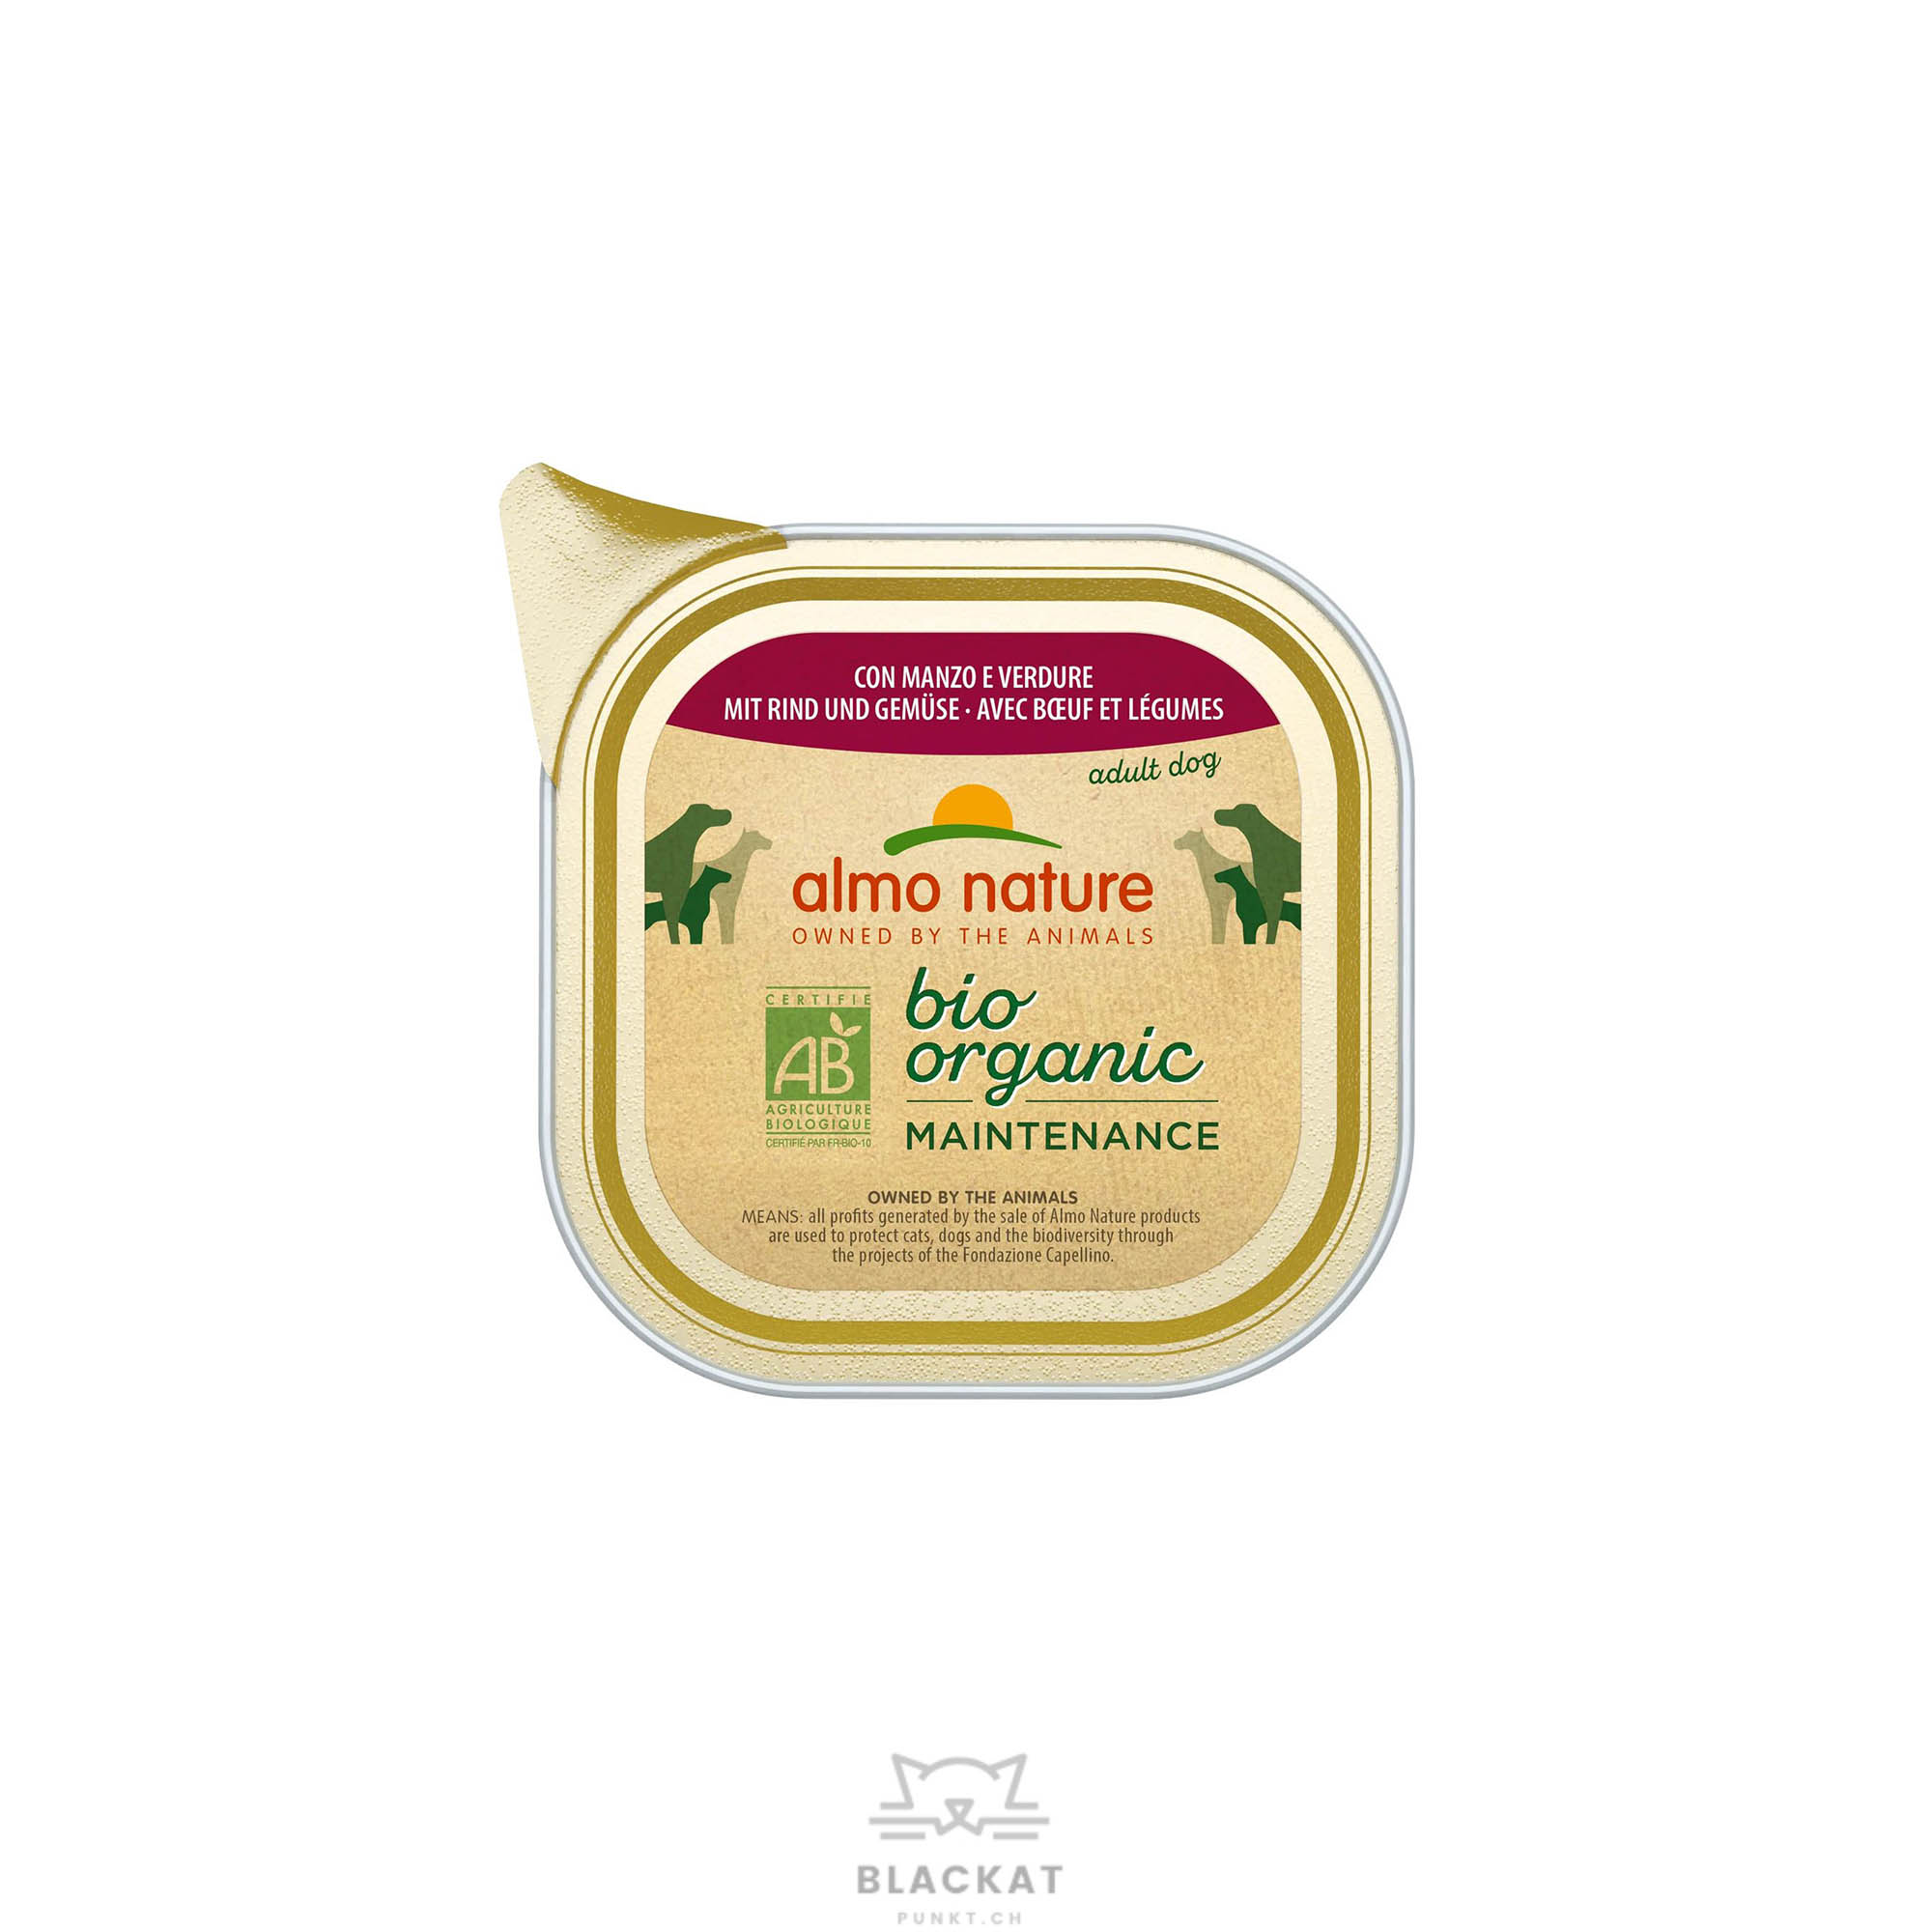 CON MANZO E VERDURE
MIT RIND UND GEMÜSE · AVEC BŒUF ET LÉGUMES
adult dog
almo nature
OWNED BY THE ANIMALS
CERTIFIÉ
AB
AGRICULTURE
BIOLOGIQUE
CERTIFIÉ PAR FR-BIO-10
bio
organic
MAINTENANCE
OWNED BY THE ANIMALS
MEANS: all profits generated by the sale of Almo Nature products
are used to protect cats, dogs and the biodiversity through
the projects of the Fondazione Capellino.
BLACKAT
PUNKT.CH